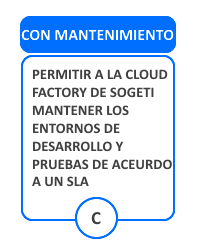 CON MANTENIMIENTO
PERMITIR A LA CLOUD
FACTORY DE SOGETI
MANTENER LOS
ENTORNOS DE
DESARROLLO Y
PRUEBAS DE ACEURDO
A UN SLA
C